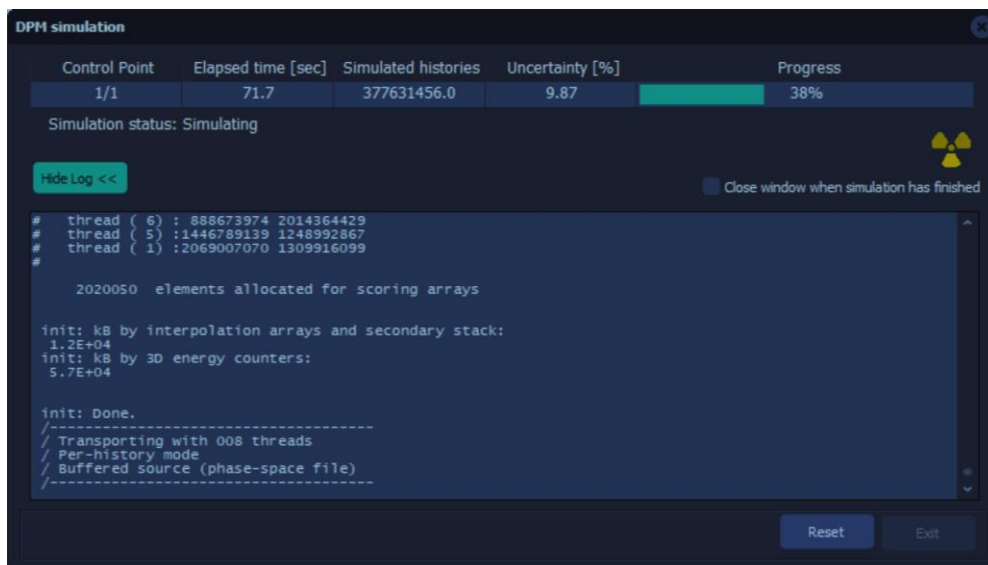 DPM simulation
Control Point Elapsed time [sec] Simulated histories Uncertainty [%] Progress
1/1 71.7 377631456.0 9.87 38%
Simulation status: Simulating
Hide Log <<
Close window when simulation has finished
# thread ( 6) : 888673974 2014364429
# thread ( 5) :1446789139 1248992867
# thread ( 1) :2069007070 1309916099
#
2020050 elements allocated for scoring arrays
init: kB by interpolation arrays and secondary stack:
1.2E+04
init: kB by 3D energy counters:
5.7E+04
init: Done.
/-------------------------------------
/ Transporting with 008 threads
/ Per-history mode
/ Buffered source (phase-space file)
/-------------------------------------
Reset Exit